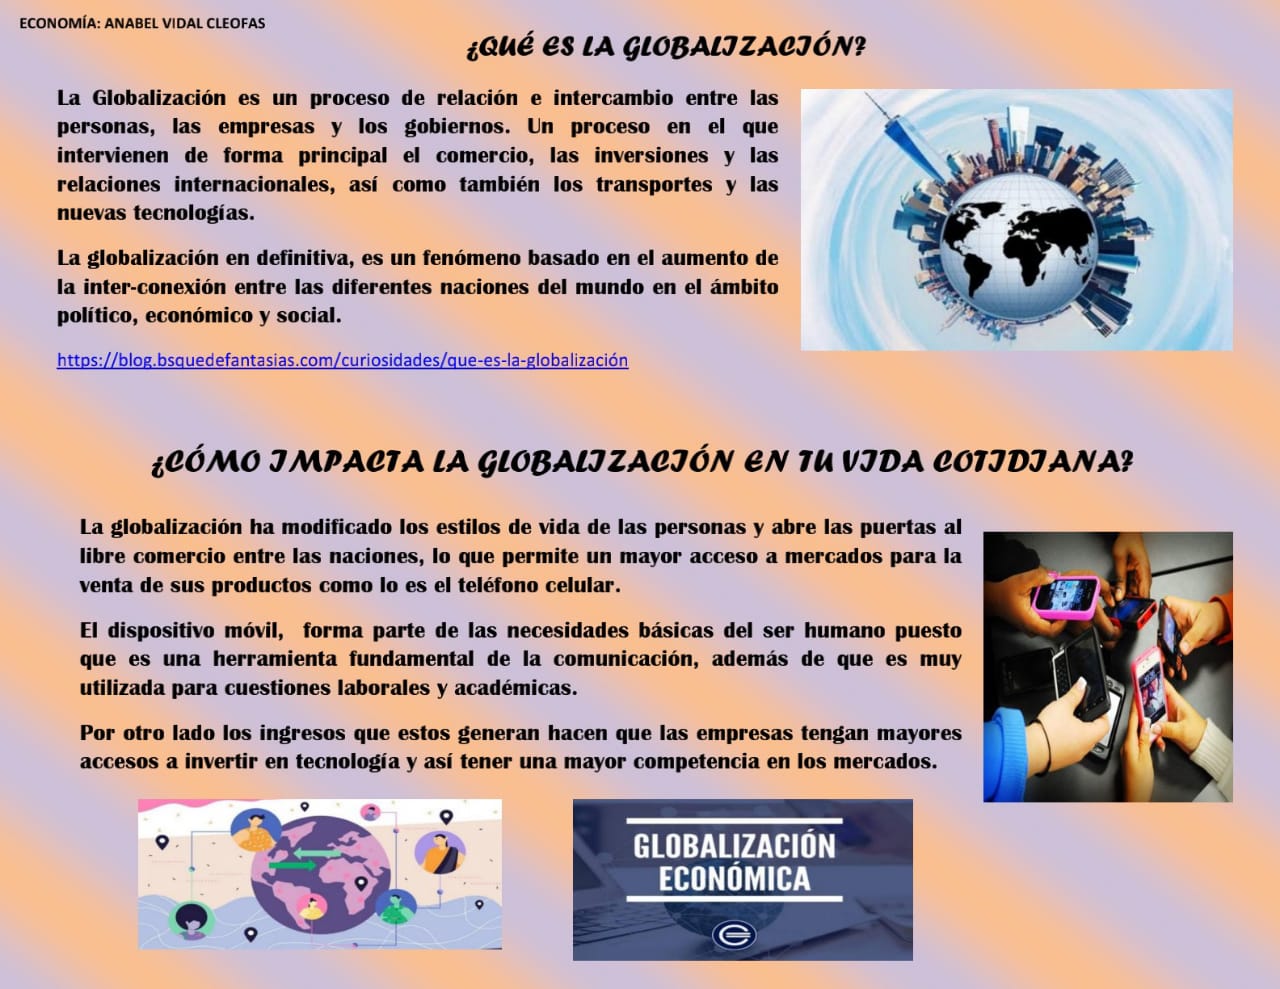 ECONOMÍA: ANABEL VIDAL CLEOFAS
¿QUÉ ES LA GLOBALIZACIÓN?
La Globalización es un proceso de relación e intercambio entre las
personas, las empresas y los gobiernos. Un proceso en el que
intervienen de forma principal el comercio, las inversiones y las
relaciones internacionales, así como también los transportes y las
nuevas tecnologías.
La globalización en definitiva, es un fenómeno basado en el aumento de
la inter-conexión entre las diferentes naciones del mundo en el ámbito
político, económico y social.
https://blog.bsquedefantasias.com/curiosidades/que-es-la-globalización
¿CÓMO IMPACTA LA GLOBALIZACIÓN EN TU VIDA COTIDIANA?
La globalización ha modificado los estilos de vida de las personas y abre las puertas al
libre comercio entre las naciones, lo que permite un mayor acceso a mercados para la
venta de sus productos como lo es el teléfono celular.
El dispositivo móvil, forma parte de las necesidades básicas del ser humano puesto
que es una herramienta fundamental de la comunicación, además de que es muy
utilizada para cuestiones laborales y académicas.
Por otro lado los ingresos que estos generan hacen que las empresas tengan mayores
accesos a invertir en tecnología y así tener una mayor competencia en los mercados.
GLOBALIZACIÓN
ECONÓMICA